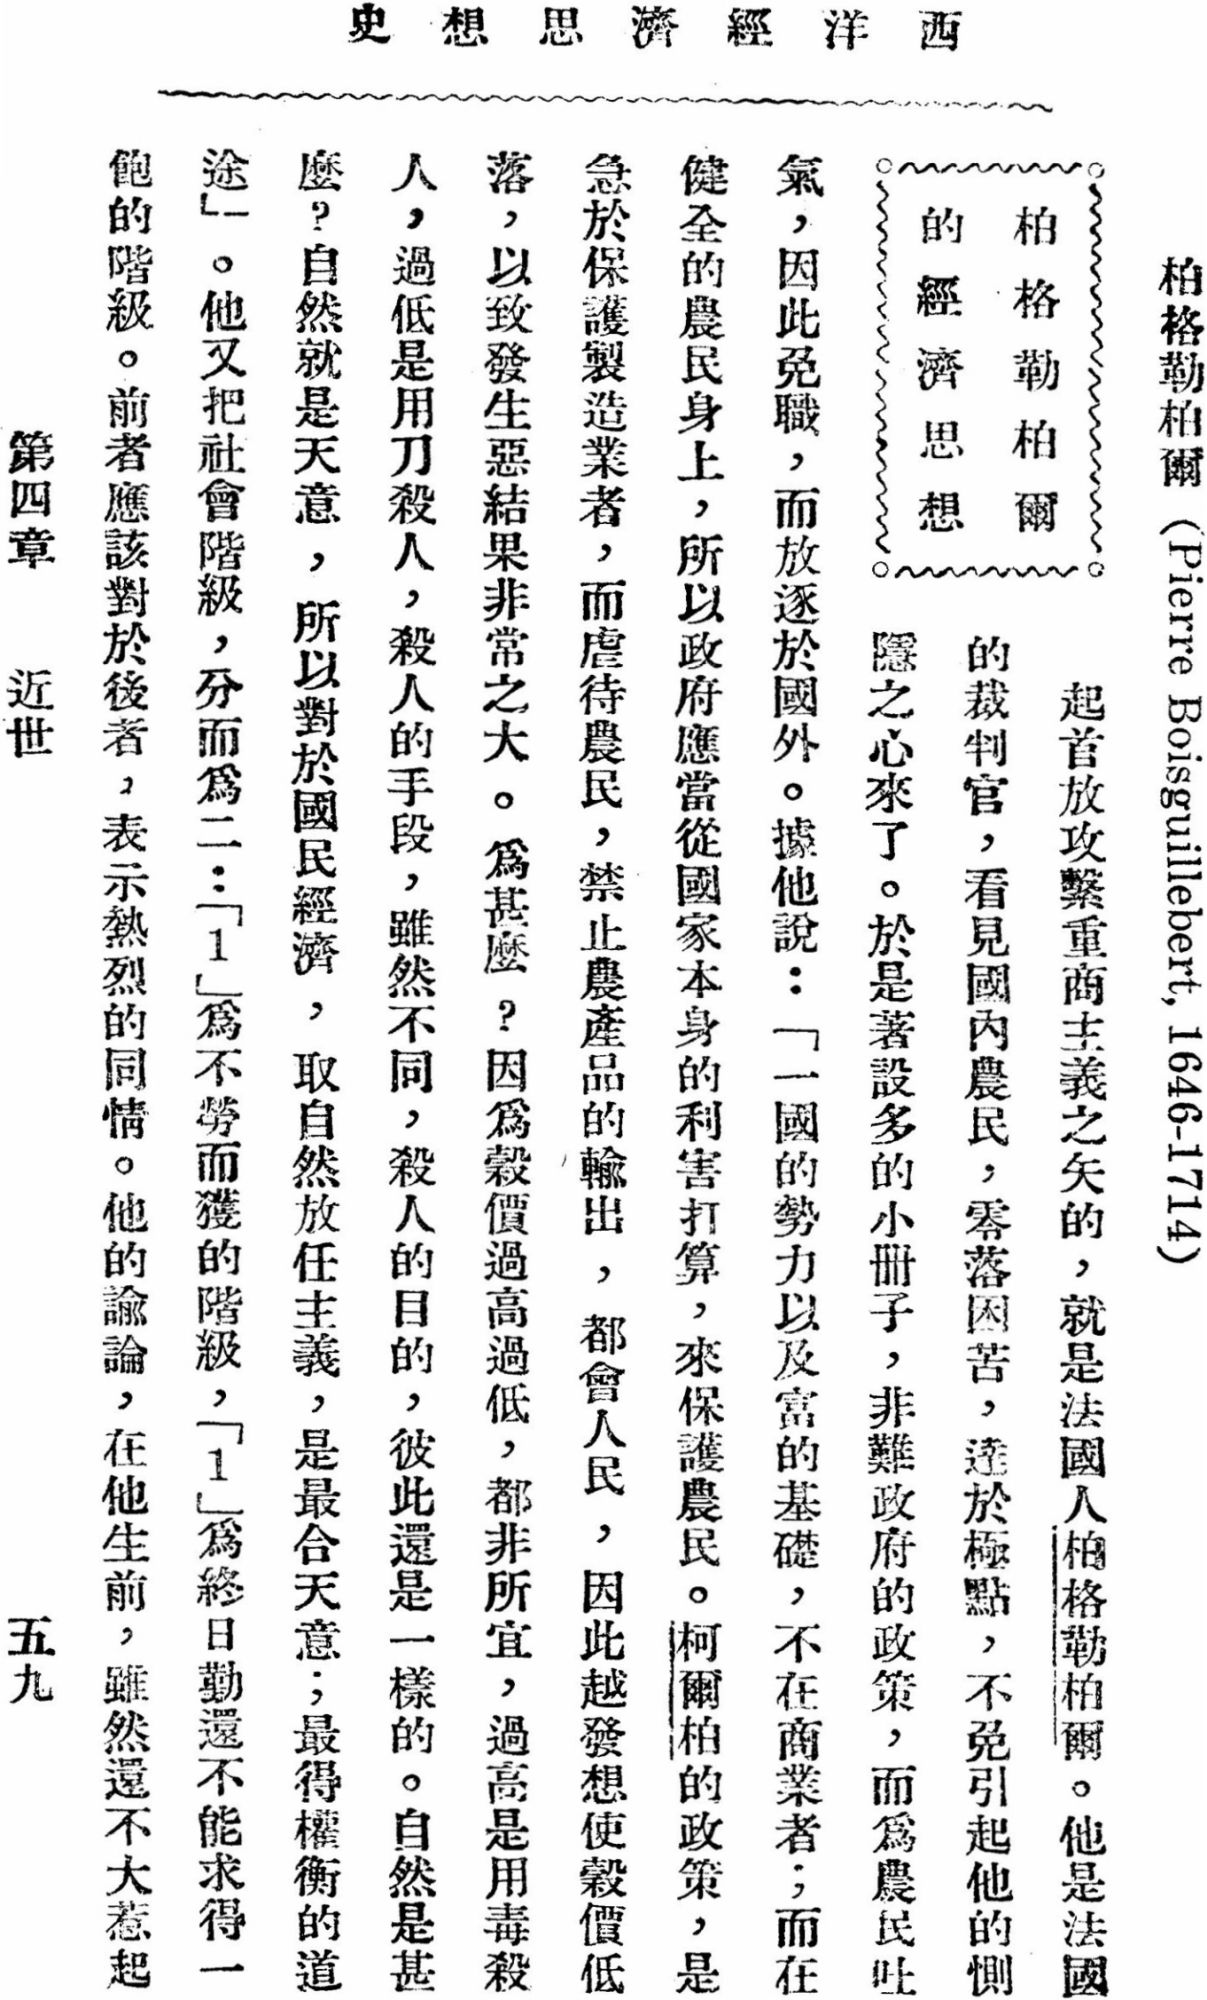 西洋經濟思想史
柏格勒柏爾 (Pierre Boisguillebert, 1646-1714)
柏格勒柏爾
的經濟思想
起首放攻繫重商主義之矢的，就是法國人柏格勒柏爾。他是法國
的裁判官，看見國內農民，零落困苦，達於極點，不免引起他的惻
隱之心來了。於是著設多的小冊子，非難政府的政策，而爲農民吐
氣，因此免職，而放逐於國外。據他說：「一國的勢力以及富的基礎，不在商業者；而在
健全的農民身上，所以政府應當從國家本身的利害打算，來保護農民。柯爾柏的政策，是
急於保護製造業者，而虐待農民，禁止農產品的輸出，都會人民，因此越發想使穀價低
落，以致發生惡結果非常之大。爲甚麼？因爲穀價過高過低，都非所宜，過高是用毒殺
人，過低是用刀殺人，殺人的手段，雖然不同，殺人的目的，彼此還是一樣的。自然是甚
麼？自然就是天意，所以對於國民經濟，取自然放任主義，是最合天意；最得權衡的道
途」。他又把社會階級，分而爲二：「1」爲不勞而獲的階級，「1」爲終日勤還不能求得一
飽的階級。前者應該對於後者，表示熱烈的同情。他的諭論，在他生前，雖然還不大惹起
第四章　近世　五九